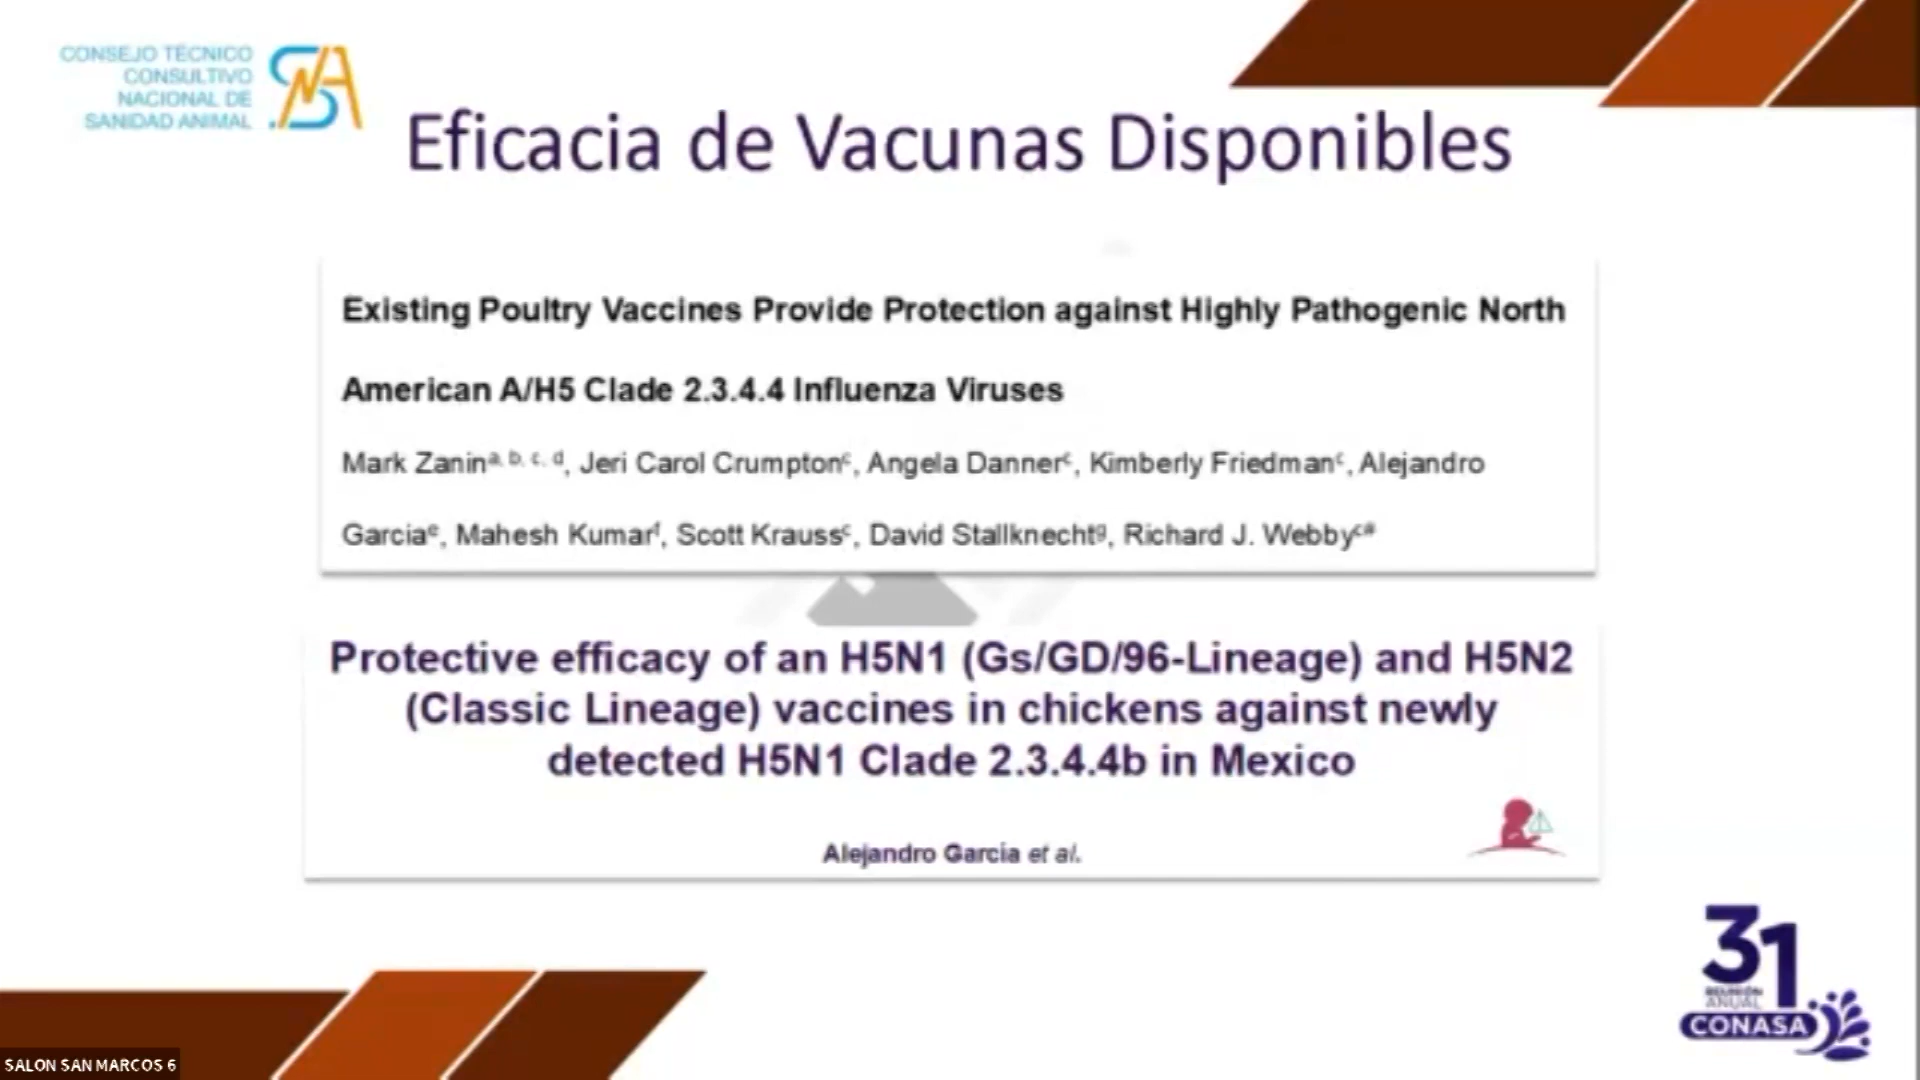 CONSEJO TÉCNICO
CONSULTIVO
NACIONAL DE
SANIDAD ANIMAL
Eficacia de Vacunas Disponibles
Existing Poultry Vaccines Provide Protection against Highly Pathogenic North
American A/H5 Clade 2.3.4.4 Influenza Viruses
Mark Zanin a, b, c, d, Jeri Carol Crumpton c, Angela Danner c, Kimberly Friedman c, Alejandro
Garcia e, Mahesh Kumar f, Scott Krauss c, David Stallknecht g, Richard J. Webby c#
Protective efficacy of an H5N1 (Gs/GD/96-Lineage) and H5N2
(Classic Lineage) vaccines in chickens against newly
detected H5N1 Clade 2.3.4.4b in Mexico
Alejandro García et al.
31
REUNIÓN
ANUAL
CONASA
SALON SAN MARCOS 6